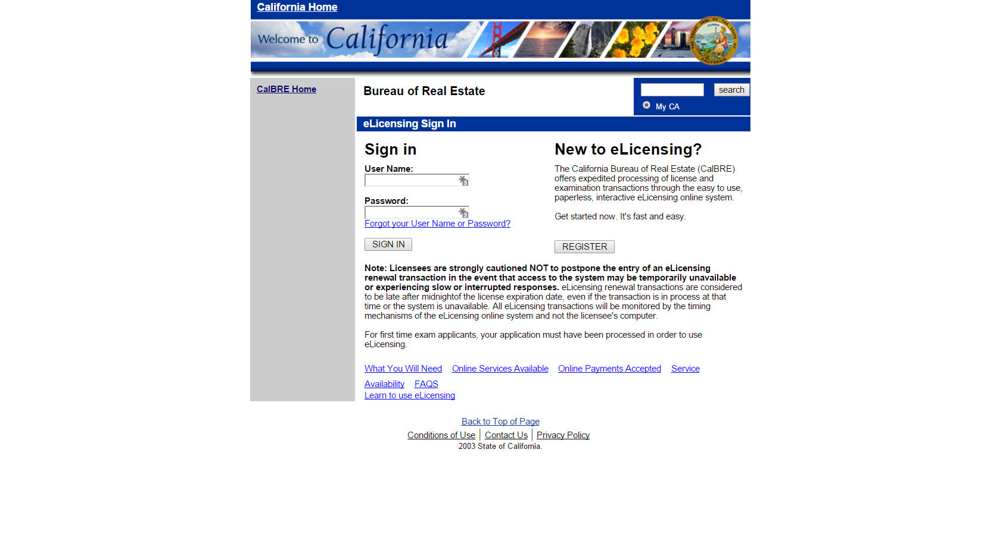 California Home
Welcome to California
CalBRE Home
Bureau of Real Estate
search
My CA
eLicensing Sign In
Sign in
User Name:
Password:
Forgot your User Name or Password?
SIGN IN
New to eLicensing?
The California Bureau of Real Estate (CalBRE)
offers expedited processing of license and
examination transactions through the easy to use,
paperless, interactive eLicensing online system.
Get started now. It's fast and easy.
REGISTER
Note: Licensees are strongly cautioned NOT to postpone the entry of an eLicensing
renewal transaction in the event that access to the system may be temporarily unavailable
or experiencing slow or interrupted responses. eLicensing renewal transactions are considered
to be late after midnightof the license expiration date, even if the transaction is in process at that
time or the system is unavailable. All eLicensing transactions will be monitored by the timing
mechanisms of the eLicensing online system and not the licensee's computer.
For first time exam applicants, your application must have been processed in order to use
eLicensing.
What You Will Need Online Services Available Online Payments Accepted Service
Availability FAQS
Learn to use eLicensing
Back to Top of Page
Conditions of Use | Contact Us | Privacy Policy
2003 State of California.